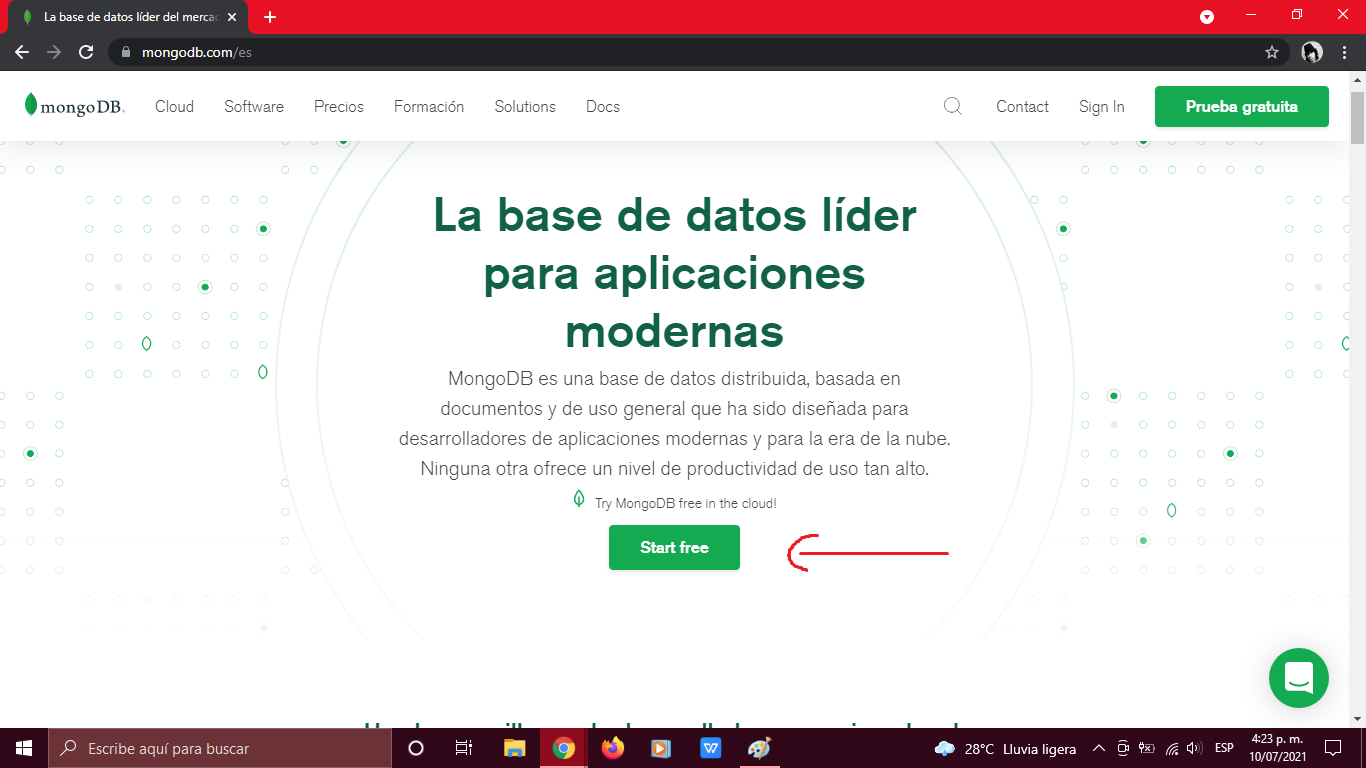 La base de datos líder del merca
mongodb.com/es
mongoDB.
Cloud
Software
Precios
Formación
Solutions
Docs
Contact
Sign In
Prueba gratuita
La base de datos líder
para aplicaciones
modernas
MongoDB es una base de datos distribuida, basada en
documentos y de uso general que ha sido diseñada para
desarrolladores de aplicaciones modernas y para la era de la nube.
Ninguna otra ofrece un nivel de productividad de uso tan alto.
Try MongoDB free in the cloud!
Start free
Escribe aquí para buscar
28°C Lluvia ligera
ESP
4:23 p. m.
10/07/2021